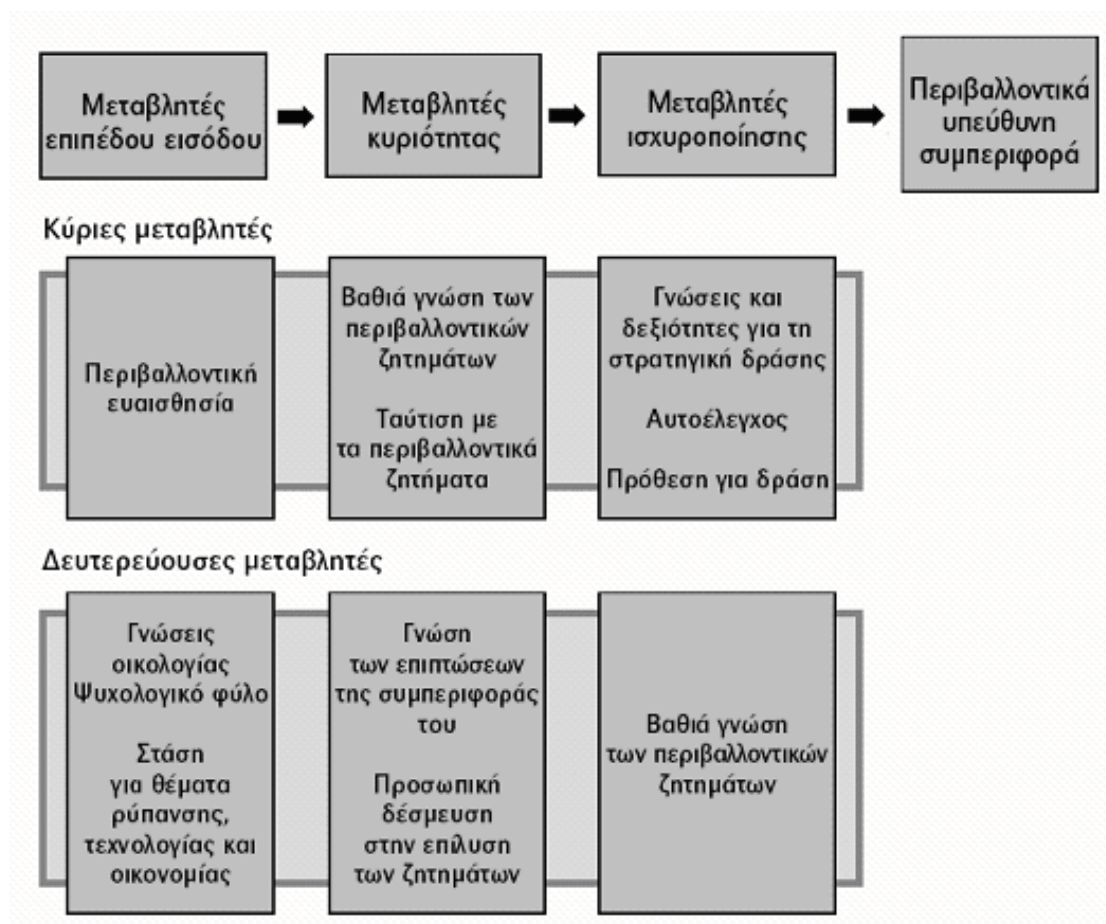 Μεταβλητές
επιπέδου εισόδου
Μεταβλητές
κυριότητας
Μεταβλητές
ισχυροποίησης
Περιβαλλοντικά
υπεύθυνη
συμπεριφορά
Κύριες μεταβλητές
Περιβαλλοντική
ευαισθησία
Βαθιά γνώση των
περιβαλλοντικών
ζητημάτων
Ταύτιση με
τα περιβαλλοντικά
ζητήματα
Γνώσεις και
δεξιότητες για τη
στρατηγική δράσης
Αυτοέλεγχος
Πρόθεση για δράση
Δευτερεύουσες μεταβλητές
Γνώσεις
οικολογίας
Ψυχολογικό φύλο
Στάση
για θέματα
ρύπανσης,
τεχνολογίας και
οικονομίας
Γνώση
των επιπτώσεων
της συμπεριφοράς
του
Προσωπική
δέσμευση
στην επίλυση
των ζητημάτων
Βαθιά γνώση
των περιβαλλοντικών
ζητημάτων